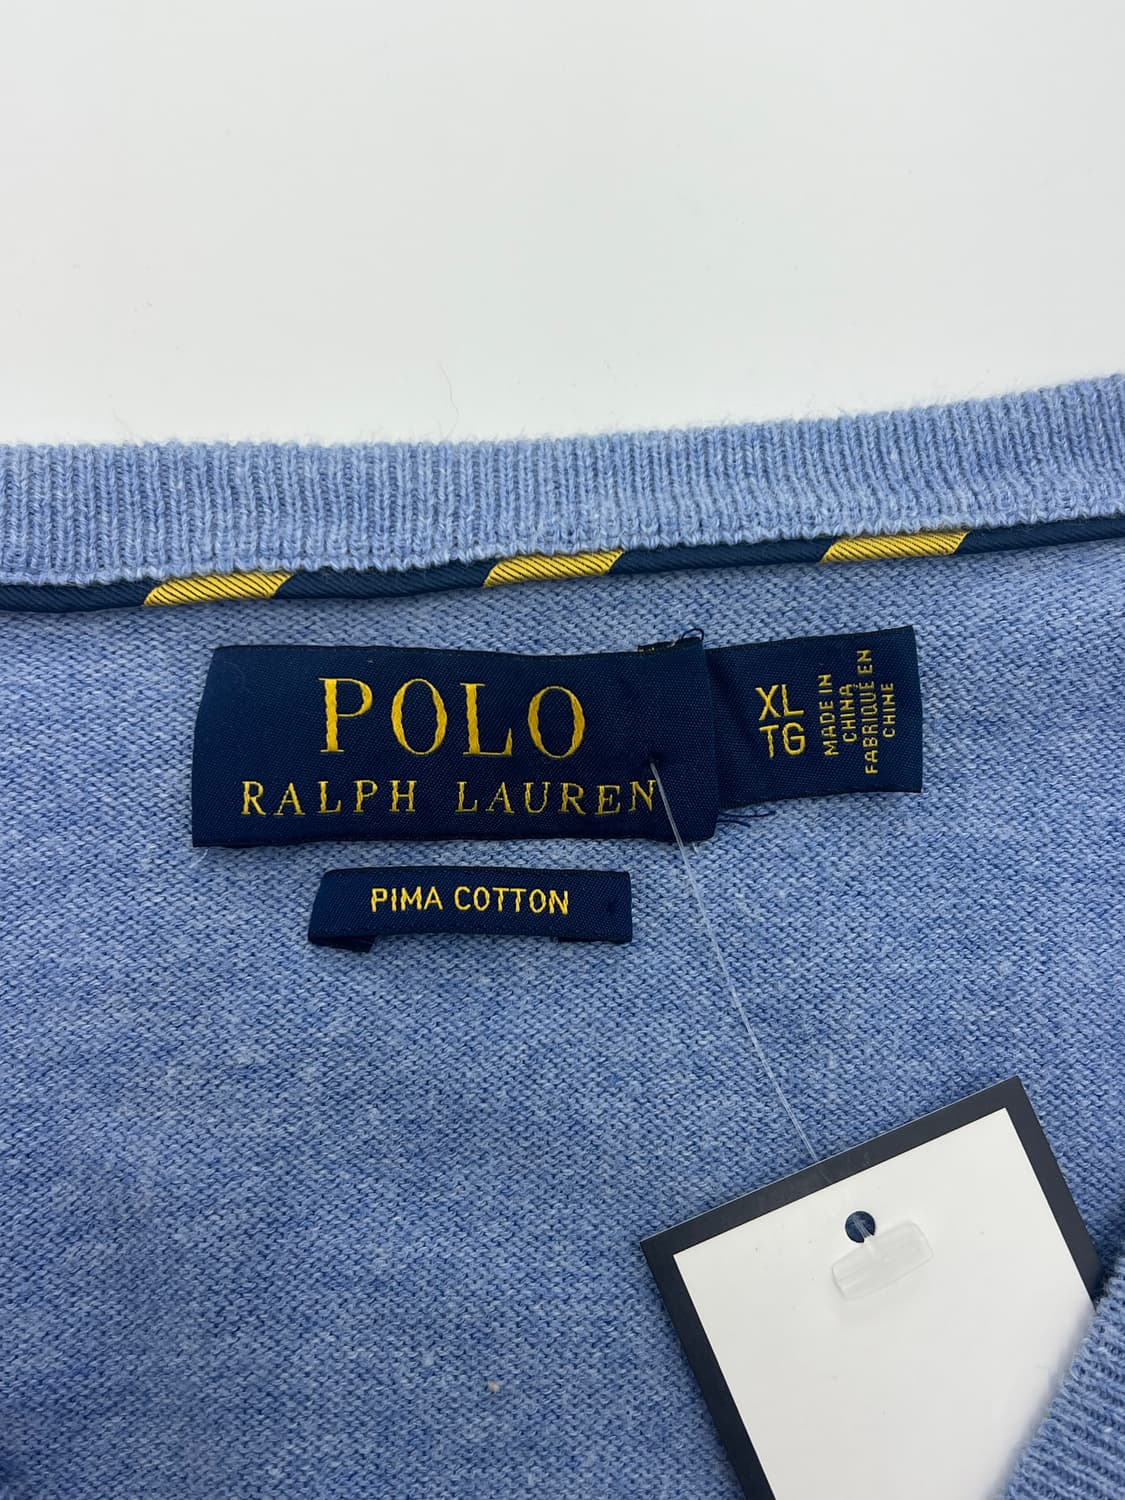 POLO
RALPH LAUREN
XL
TG
MADE IN
CHINA
FABRIQUÉ EN
CHINE
PIMA COTTON